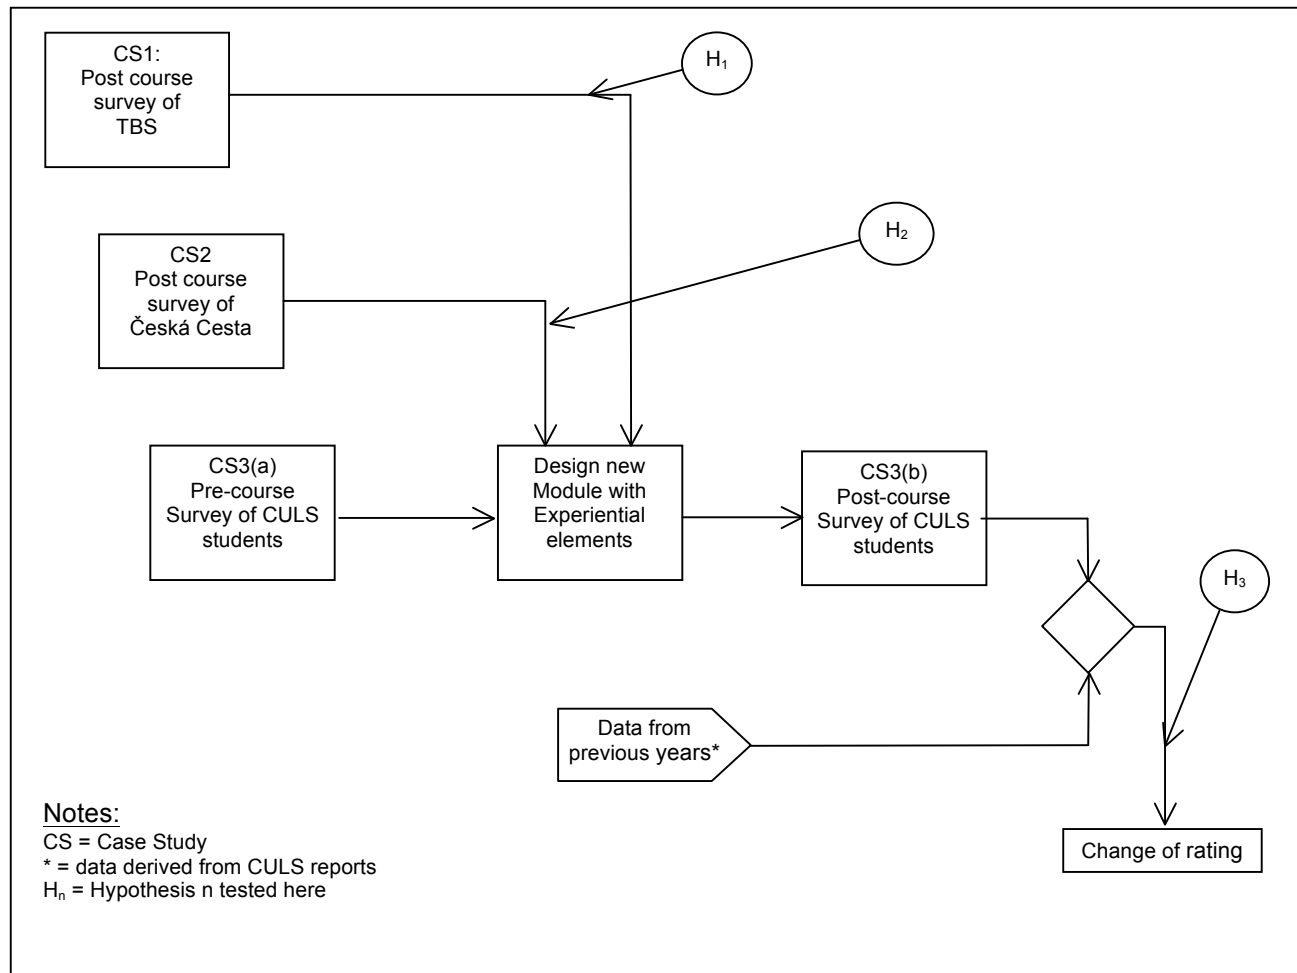 CS1:
Post course
survey of
TBS
H₁
CS2
Post course
survey of
Česká Cesta
H₂
CS3(a)
Pre-course
Survey of CULS
students
Design new
Module with
Experiential
elements
CS3(b)
Post-course
Survey of CULS
students
H₃
Data from
previous years*
Change of rating
Notes:
CS = Case Study
* = data derived from CULS reports
Hₙ = Hypothesis n tested here